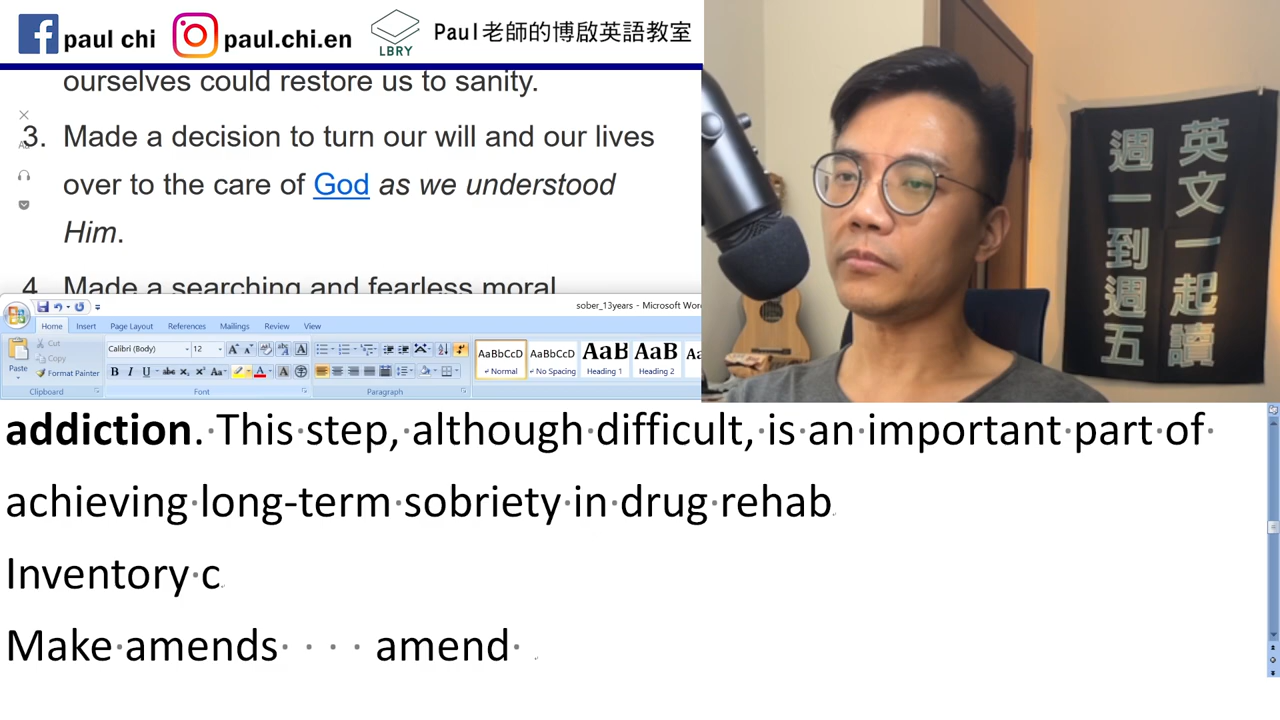 paul chi
paul.chi.en
LBRY
Paul老師的博啟英語教室
ourselves could restore us to sanity.
3. Made a decision to turn our will and our lives
over to the care of God as we understood
Him.
4. Made a searching and fearless moral
sober_13years - Microsoft Wor
Home Insert Page Layout References Mailings Review View
Paste
Cut
Copy
Format Painter
Clipboard
Calibri (Body) 12
Font
Paragraph
AaBbCcD AaBbCcD AaB AaB Aa
Normal No Spacing Heading 1 Heading 2
英文一起讀
週一到週五
addiction. This step, although difficult, is an important part of
achieving long-term sobriety in drug rehab
Inventory c
Make amends amend